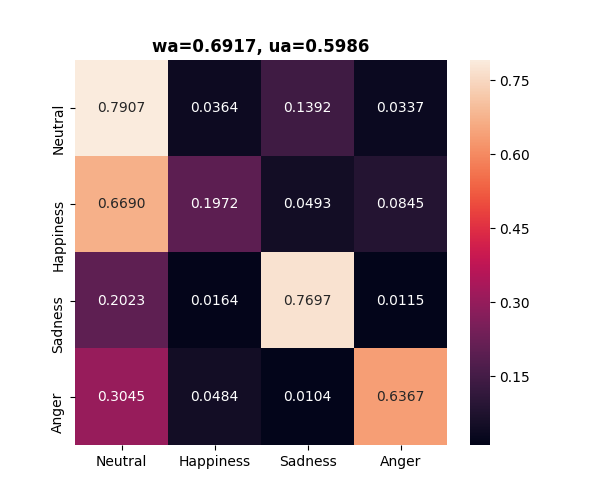 wa=0.6917, ua=0.5986
Neutral 0.7907 0.0364 0.1392 0.0337
Happiness 0.6690 0.1972 0.0493 0.0845
Sadness 0.2023 0.0164 0.7697 0.0115
Anger 0.3045 0.0484 0.0104 0.6367
Neutral Happiness Sadness Anger
0.75
0.60
0.45
0.30
0.15